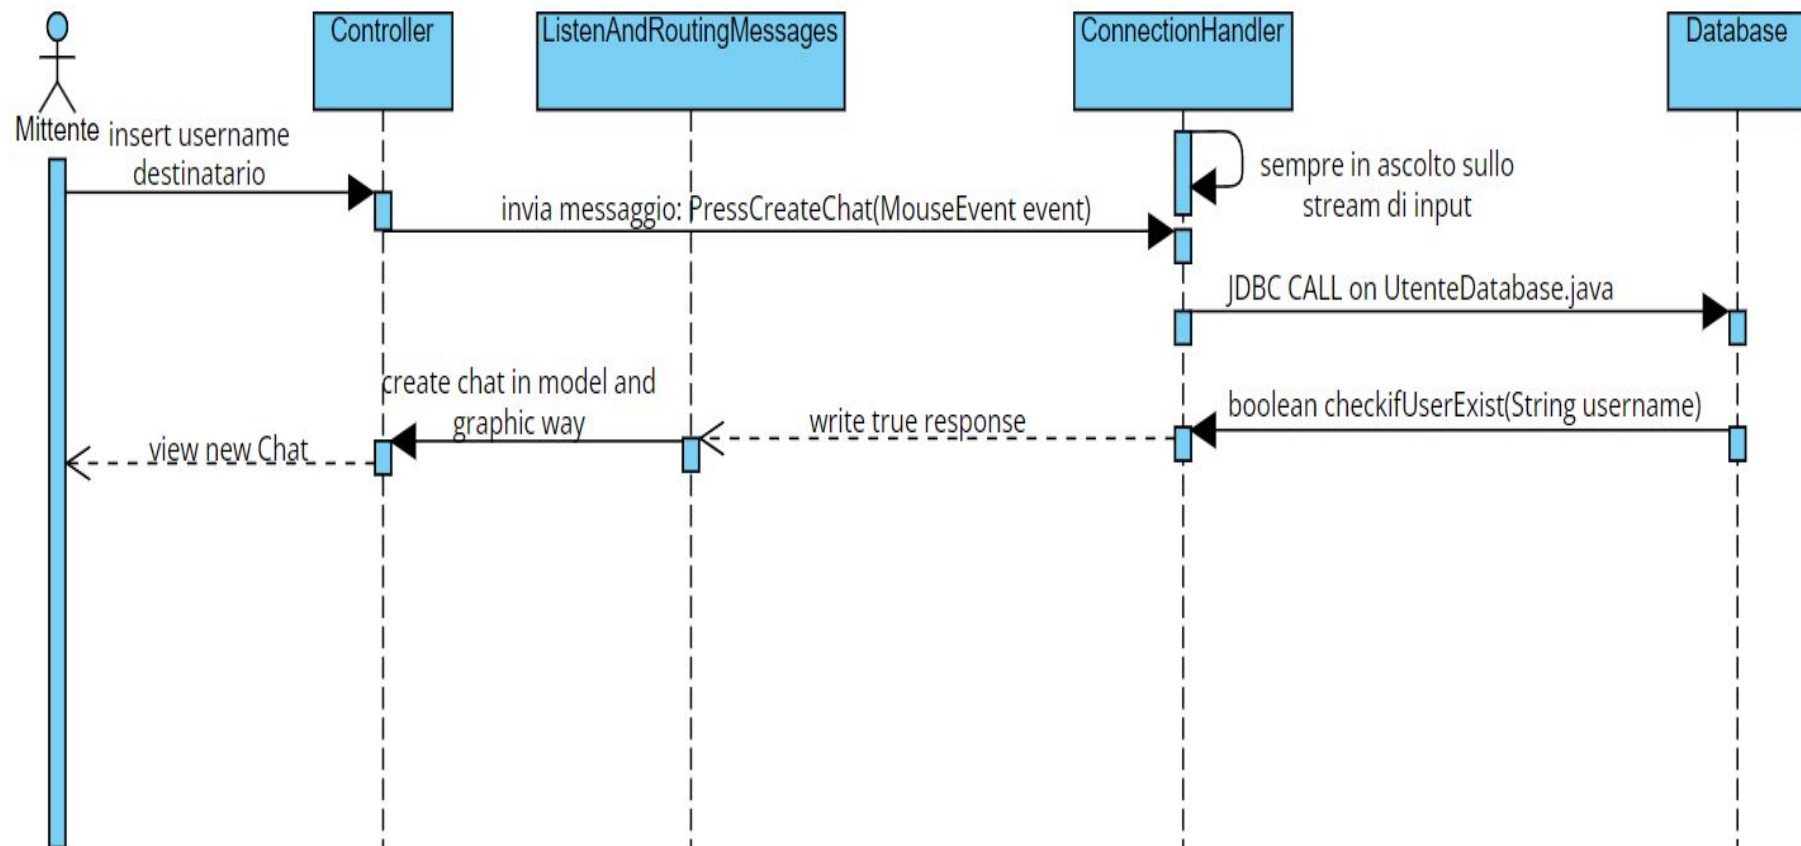 Controller
ListenAndRoutingMessages
ConnectionHandler
Database
Mittente
insert username
destinatario
sempre in ascolto sullo
stream di input
invia messaggio: PressCreateChat(MouseEvent event)
JDBC CALL on UtenteDatabase.java
boolean checkifUserExist(String username)
write true response
create chat in model and
graphic way
view new Chat